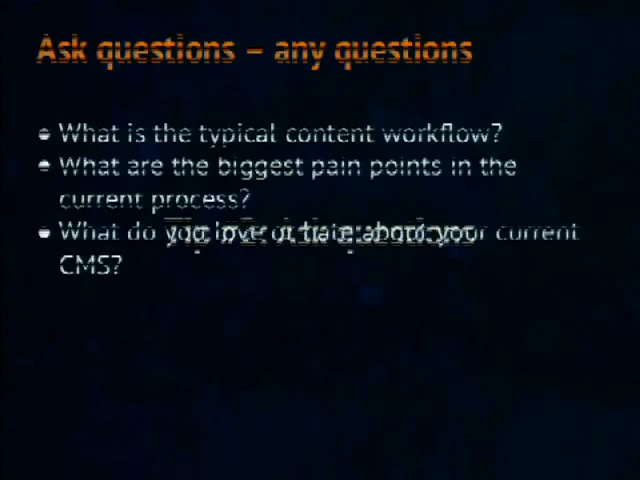 Ask questions – any questions
• What is the typical content workflow?
• What are the biggest pain points in the
current process?
• What do you love or hate about your current
CMS?